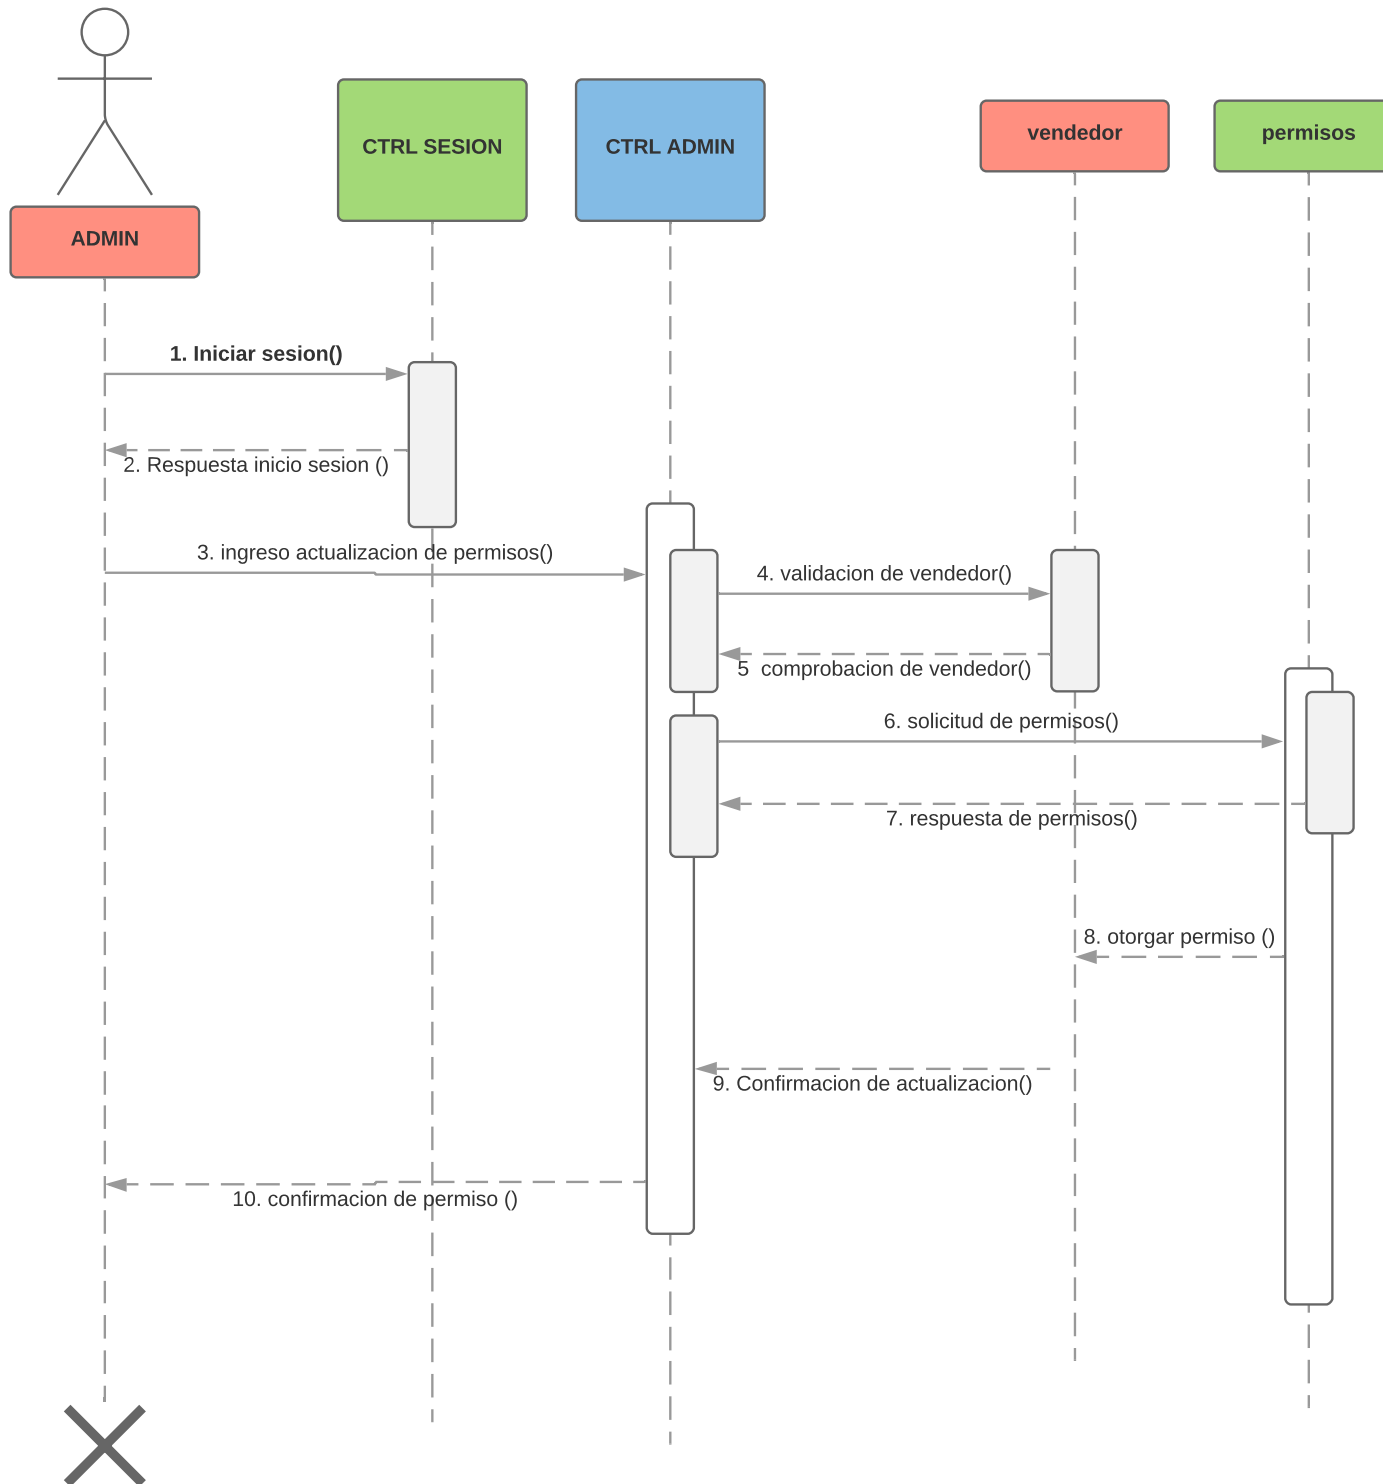 CTRL SESION
CTRL ADMIN
vendedor
permisos
ADMIN
1. Iniciar sesion()
2. Respuesta inicio sesion ()
3. ingreso actualizacion de permisos()
4. validacion de vendedor()
5  comprobacion de vendedor()
6. solicitud de permisos()
7. respuesta de permisos()
8. otorgar permiso ()
9. Confirmacion de actualizacion()
10. confirmacion de permiso ()